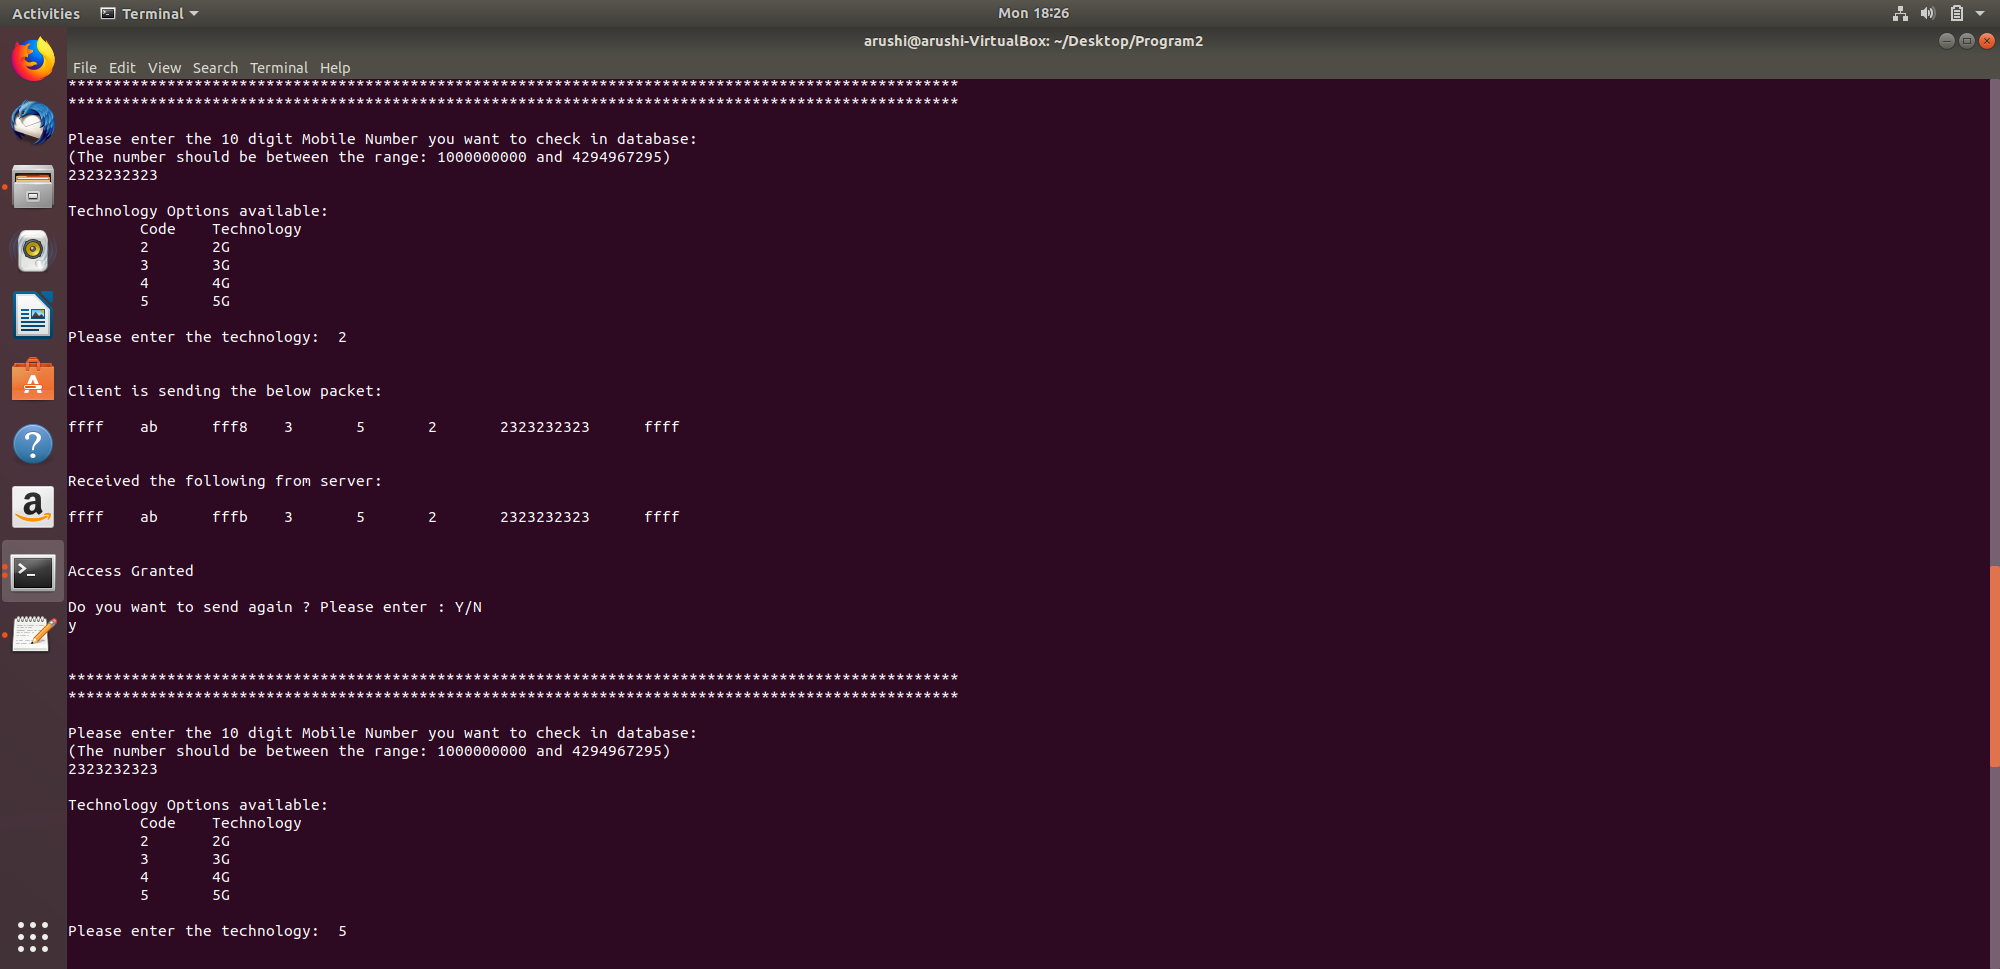 Activities Terminal Mon 18:26
arushi@arushi-VirtualBox: ~/Desktop/Program2
File Edit View Search Terminal Help
***************************************************************************************************
***************************************************************************************************
Please enter the 10 digit Mobile Number you want to check in database:
(The number should be between the range: 1000000000 and 4294967295)
2323232323
Technology Options available:
Code Technology
2 2G
3 3G
4 4G
5 5G
Please enter the technology: 2
Client is sending the below packet:
ffff ab fff8 3 5 2 2323232323 ffff
Received the following from server:
ffff ab fffb 3 5 2 2323232323 ffff
Access Granted
Do you want to send again ? Please enter : Y/N
y
***************************************************************************************************
***************************************************************************************************
Please enter the 10 digit Mobile Number you want to check in database:
(The number should be between the range: 1000000000 and 4294967295)
2323232323
Technology Options available:
Code Technology
2 2G
3 3G
4 4G
5 5G
Please enter the technology: 5